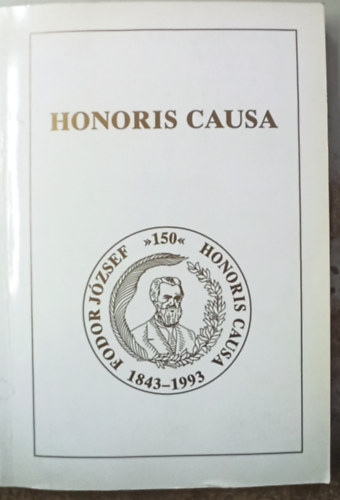 HONORIS CAUSA
FODOR JÓZSEF »150« HONORIS CAUSA
1843–1993